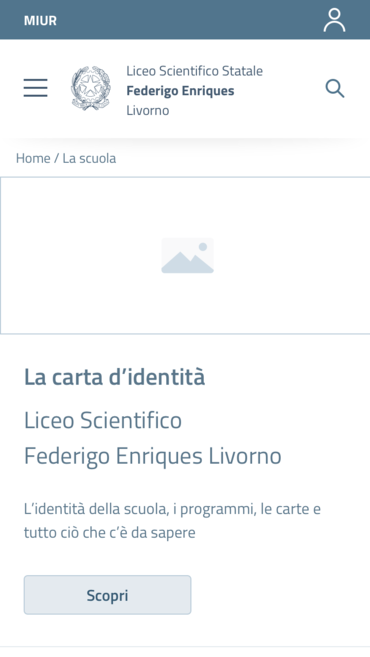 MIUR
Liceo Scientifico Statale
Federigo Enriques
Livorno
Home / La scuola
La carta d’identità
Liceo Scientifico
Federigo Enriques Livorno
L’identità della scuola, i programmi, le carte e
tutto ciò che c’è da sapere
Scopri